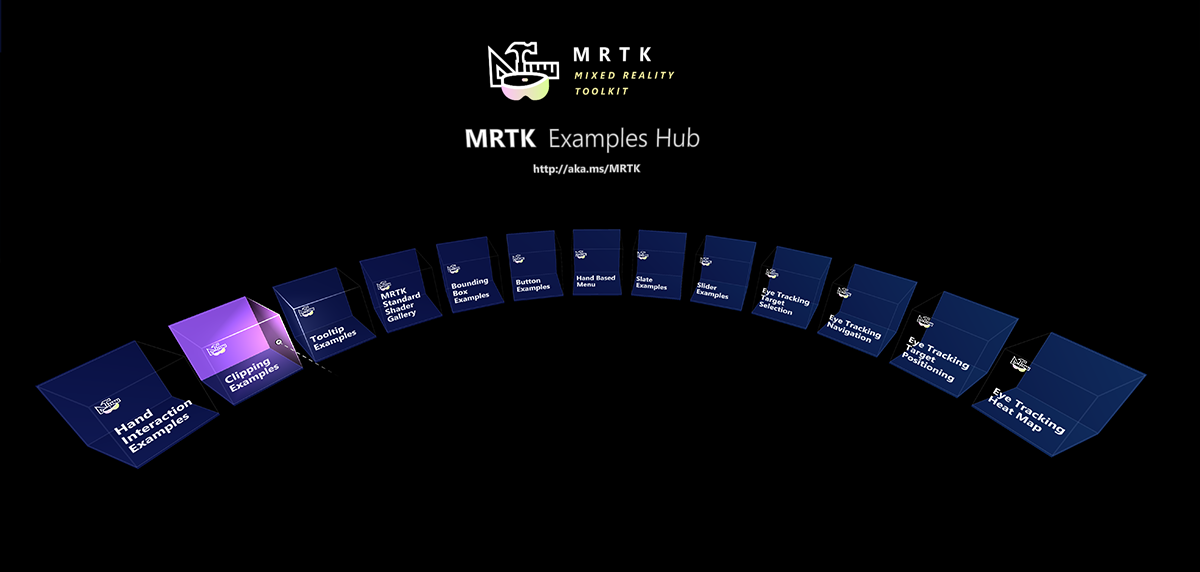 MRTK
MIXED REALITY
TOOLKIT
MRTK Examples Hub
http://aka.ms/MRTK
Hand
Interaction
Examples
Clipping
Examples
Tooltip
Examples
MRTK
Standard
Shader
Gallery
Bounding
Box
Examples
Button
Examples
Hand Based
Menu
Slate
Examples
Slider
Examples
Eye Tracking
Target
Selection
Eye Tracking
Navigation
Eye Tracking
Target
Positioning
Eye Tracking
Heat Map